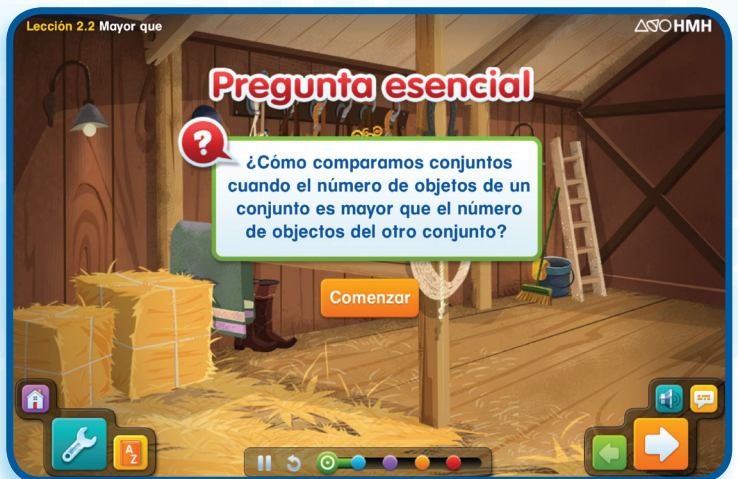 Lección 2.2 Mayor que
HMH
Pregunta esencial
?
¿Cómo comparamos conjuntos
cuando el número de objetos de un
conjunto es mayor que el número
de objectos del otro conjunto?
Comenzar
A
Z